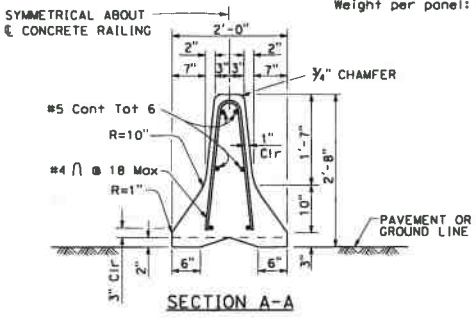 Weight per panel:
SYMMETRICAL ABOUT
℄ CONCRETE RAILING
2'-0"
2"
2"
7"
3"
3"
7"
3/4" CHAMFER
#5 Cont Tot 6
R=10"
1"
Clr
1'-7"
2'-8"
#4 ⋂ @ 18 Max
R=1"
10"
PAVEMENT OR
GROUND LINE
3" Clr
2"
6"
6"
3"
SECTION A-A